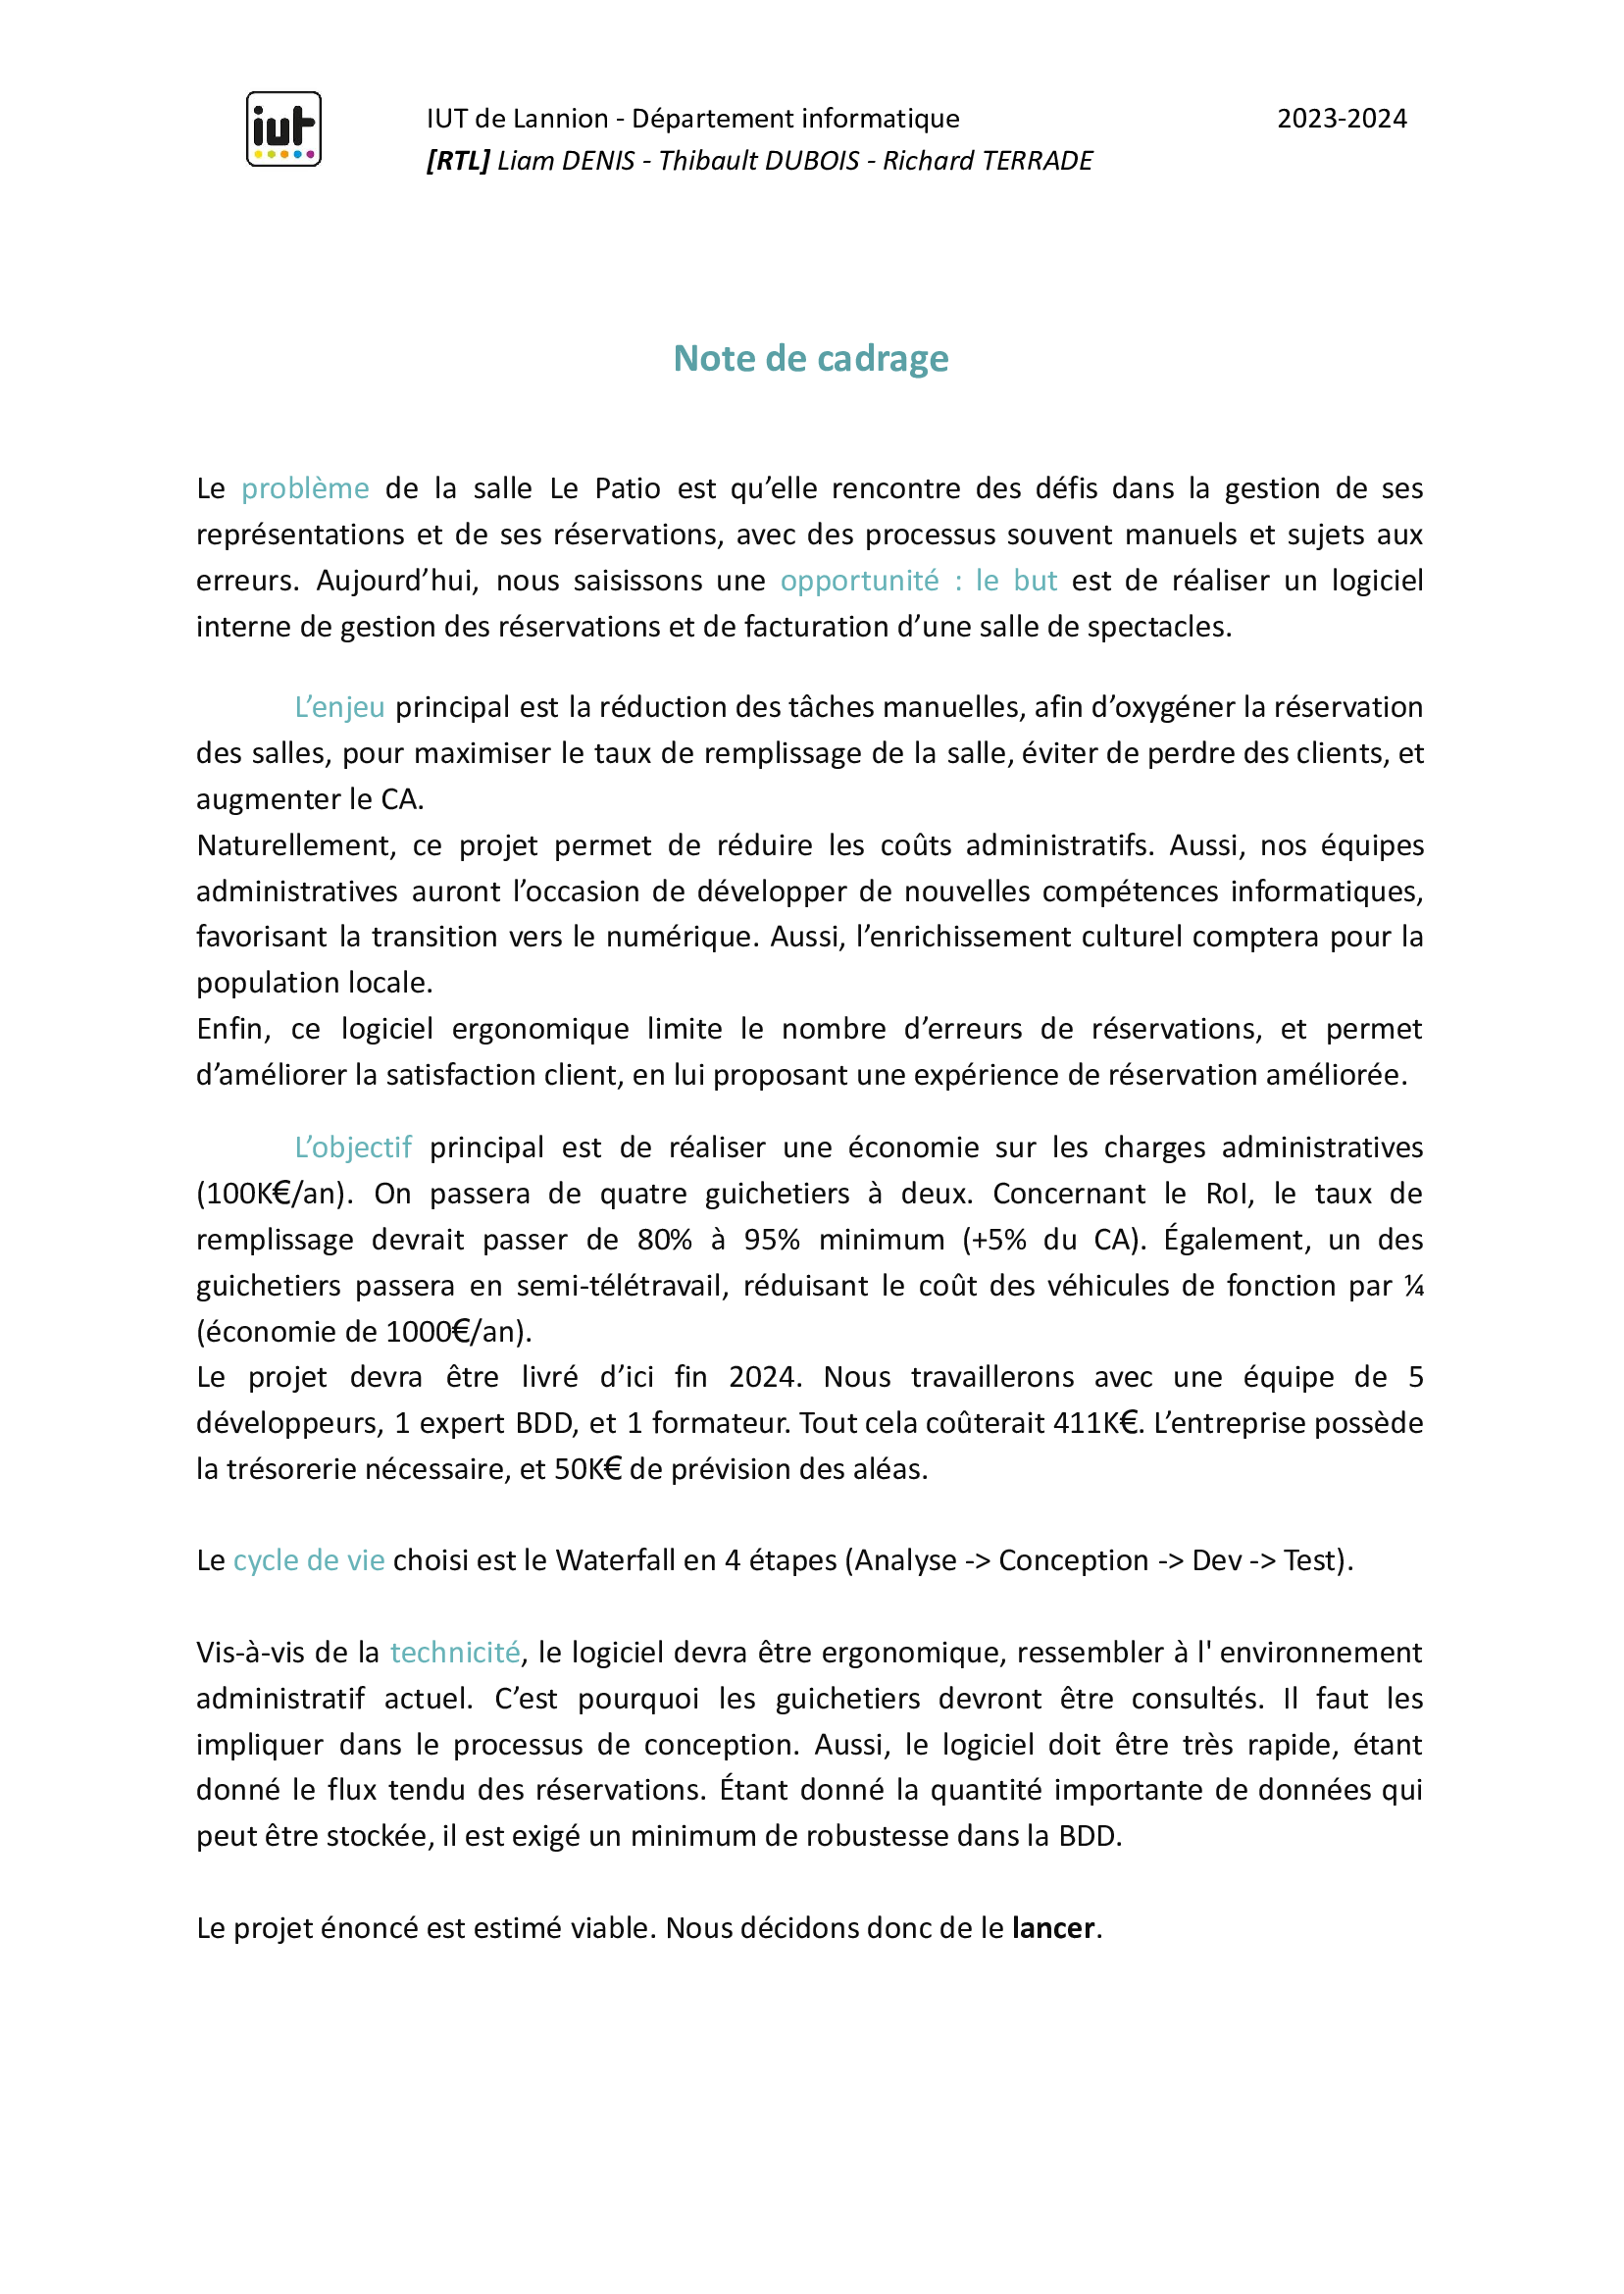 iut
IUT de Lannion - Département informatique 2023-2024
[RTL] Liam DENIS - Thibault DUBOIS - Richard TERRADE
Note de cadrage
Le problème de la salle Le Patio est qu’elle rencontre des défis dans la gestion de ses
représentations et de ses réservations, avec des processus souvent manuels et sujets aux
erreurs. Aujourd’hui, nous saisissons une opportunité : le but est de réaliser un logiciel
interne de gestion des réservations et de facturation d’une salle de spectacles.
L’enjeu principal est la réduction des tâches manuelles, afin d’oxygéner la réservation
des salles, pour maximiser le taux de remplissage de la salle, éviter de perdre des clients, et
augmenter le CA.
Naturellement, ce projet permet de réduire les coûts administratifs. Aussi, nos équipes
administratives auront l’occasion de développer de nouvelles compétences informatiques,
favorisant la transition vers le numérique. Aussi, l’enrichissement culturel comptera pour la
population locale.
Enfin, ce logiciel ergonomique limite le nombre d’erreurs de réservations, et permet
d’améliorer la satisfaction client, en lui proposant une expérience de réservation améliorée.
L’objectif principal est de réaliser une économie sur les charges administratives
(100K€/an). On passera de quatre guichetiers à deux. Concernant le RoI, le taux de
remplissage devrait passer de 80% à 95% minimum (+5% du CA). Également, un des
guichetiers passera en semi-télétravail, réduisant le coût des véhicules de fonction par ¼
(économie de 1000€/an).
Le projet devra être livré d’ici fin 2024. Nous travaillerons avec une équipe de 5
développeurs, 1 expert BDD, et 1 formateur. Tout cela coûterait 411K€. L’entreprise possède
la trésorerie nécessaire, et 50K€ de prévision des aléas.
Le cycle de vie choisi est le Waterfall en 4 étapes (Analyse -> Conception -> Dev -> Test).
Vis-à-vis de la technicité, le logiciel devra être ergonomique, ressembler à l' environnement
administratif actuel. C’est pourquoi les guichetiers devront être consultés. Il faut les
impliquer dans le processus de conception. Aussi, le logiciel doit être très rapide, étant
donné le flux tendu des réservations. Étant donné la quantité importante de données qui
peut être stockée, il est exigé un minimum de robustesse dans la BDD.
Le projet énoncé est estimé viable. Nous décidons donc de le lancer.